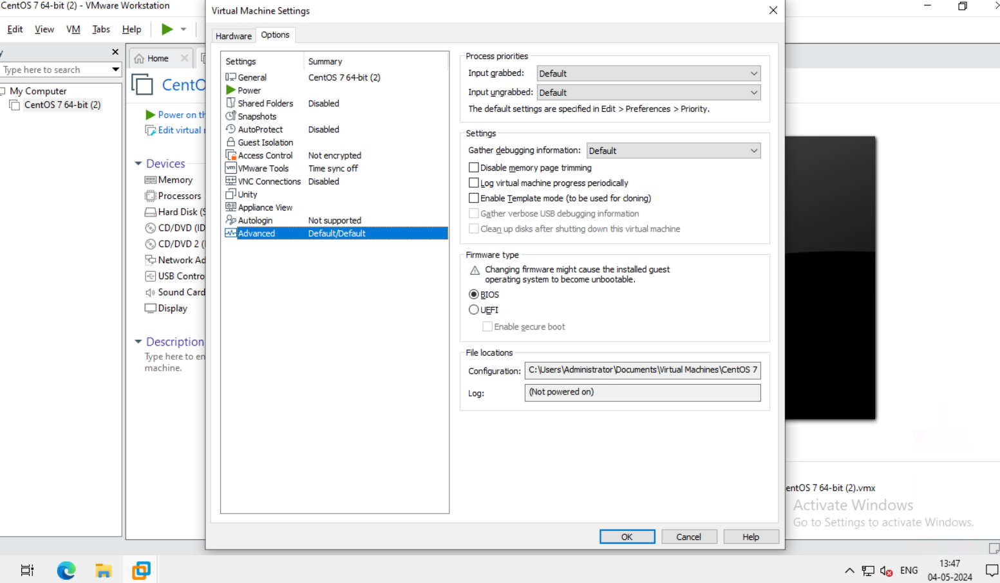 CentOS 7 64-bit (2) - VMware Workstation
Edit View VM Tabs Help
Type here to search
My Computer
CentOS 7 64-bit (2)
Home
CentO
Power on th
Edit virtual
Devices
Memory
Processors
Hard Disk (S
CD/DVD (ID
CD/DVD 2 (
Network Ad
USB Contro
Sound Card
Display
Description
Type here to en
machine.
Virtual Machine Settings
Hardware Options
Settings Summary
General CentOS 7 64-bit (2)
Power
Shared Folders Disabled
Snapshots
AutoProtect Disabled
Guest Isolation
Access Control Not encrypted
VMware Tools Time sync off
VNC Connections Disabled
Unity
Appliance View
Autologin Not supported
Advanced Default/Default
Process priorities
Input grabbed: Default
Input ungrabbed: Default
The default settings are specified in Edit > Preferences > Priority.
Settings
Gather debugging information: Default
Disable memory page trimming
Log virtual machine progress periodically
Enable Template mode (to be used for cloning)
Gather verbose USB debugging information
Clean up disks after shutting down this virtual machine
Firmware type
Changing firmware might cause the installed guest
operating system to become unbootable.
BIOS
UEFI
Enable secure boot
File locations
Configuration: C:\Users\Administrator\Documents\Virtual Machines\CentOS 7
Log: (Not powered on)
OK Cancel Help
entOS 7 64-bit (2).vmx
Activate Windows
Go to Settings to activate Windows.
ENG
13:47
04-05-2024